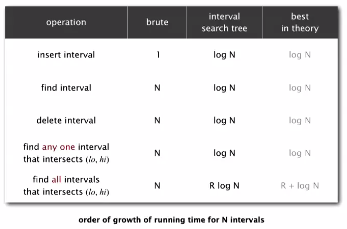 operation brute interval search tree best in theory
insert interval 1 log N log N
find interval N log N log N
delete interval N log N log N
find any one interval
that intersects (lo, hi) N log N log N
find all intervals
that intersects (lo, hi) N R log N R + log N
order of growth of running time for N intervals